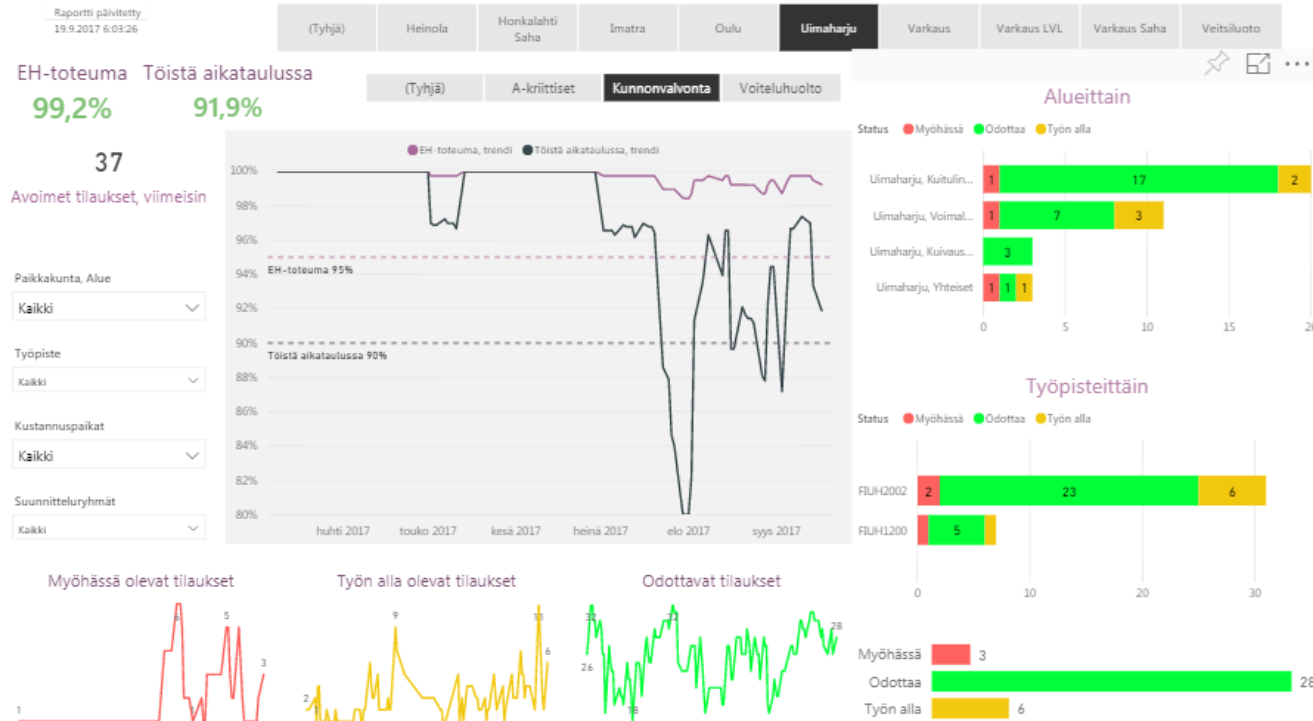 Raportti päivitetty
19.9.2017 6:03:26
(Tyhjä) Heinola Honkalahti Saha Imatra Oulu Uimaharju Varkaus Varkaus LVL Varkaus Saha Veitsiluoto
EH-toteuma Töistä aikataulussa
99,2% 91,9%
(Tyhjä) A-kriittiset Kunnonvalvonta Voiteluhuolto
37
Avoimet tilaukset, viimeisin
Paikkakunta, Alue
Kaikki
Työpiste
Kaikki
Kustannuspaikat
Kaikki
Suunnitteluryhmät
Kaikki
EH-toteuma, trendi Töistä aikataulussa, trendi
100%
98%
96%
94%
EH-toteuma 95%
92%
90%
Töistä aikataulussa 90%
88%
86%
84%
82%
80%
huhti 2017 touko 2017 kesä 2017 heinä 2017 elo 2017 syys 2017
Alueittain
Status Myöhässä Odottaa Työn alla
Uimaharju, Kuitulin... 1 17 2
Uimaharju, Voimal... 1 7 3
Uimaharju, Kuivaus... 3
Uimaharju, Yhteiset 1 1 1
0 5 10 15
Työpisteittäin
Status Myöhässä Odottaa Työn alla
FIUH2002 2 23 6
FIUH1200 5
0 10 20 30
Myöhässä olevat tilaukset
1 6 5 1 3
Työn alla olevat tilaukset
2 1 9 11 6
Odottavat tilaukset
32 26 18 32 28
Myöhässä 3
Odottaa 28
Työn alla 6